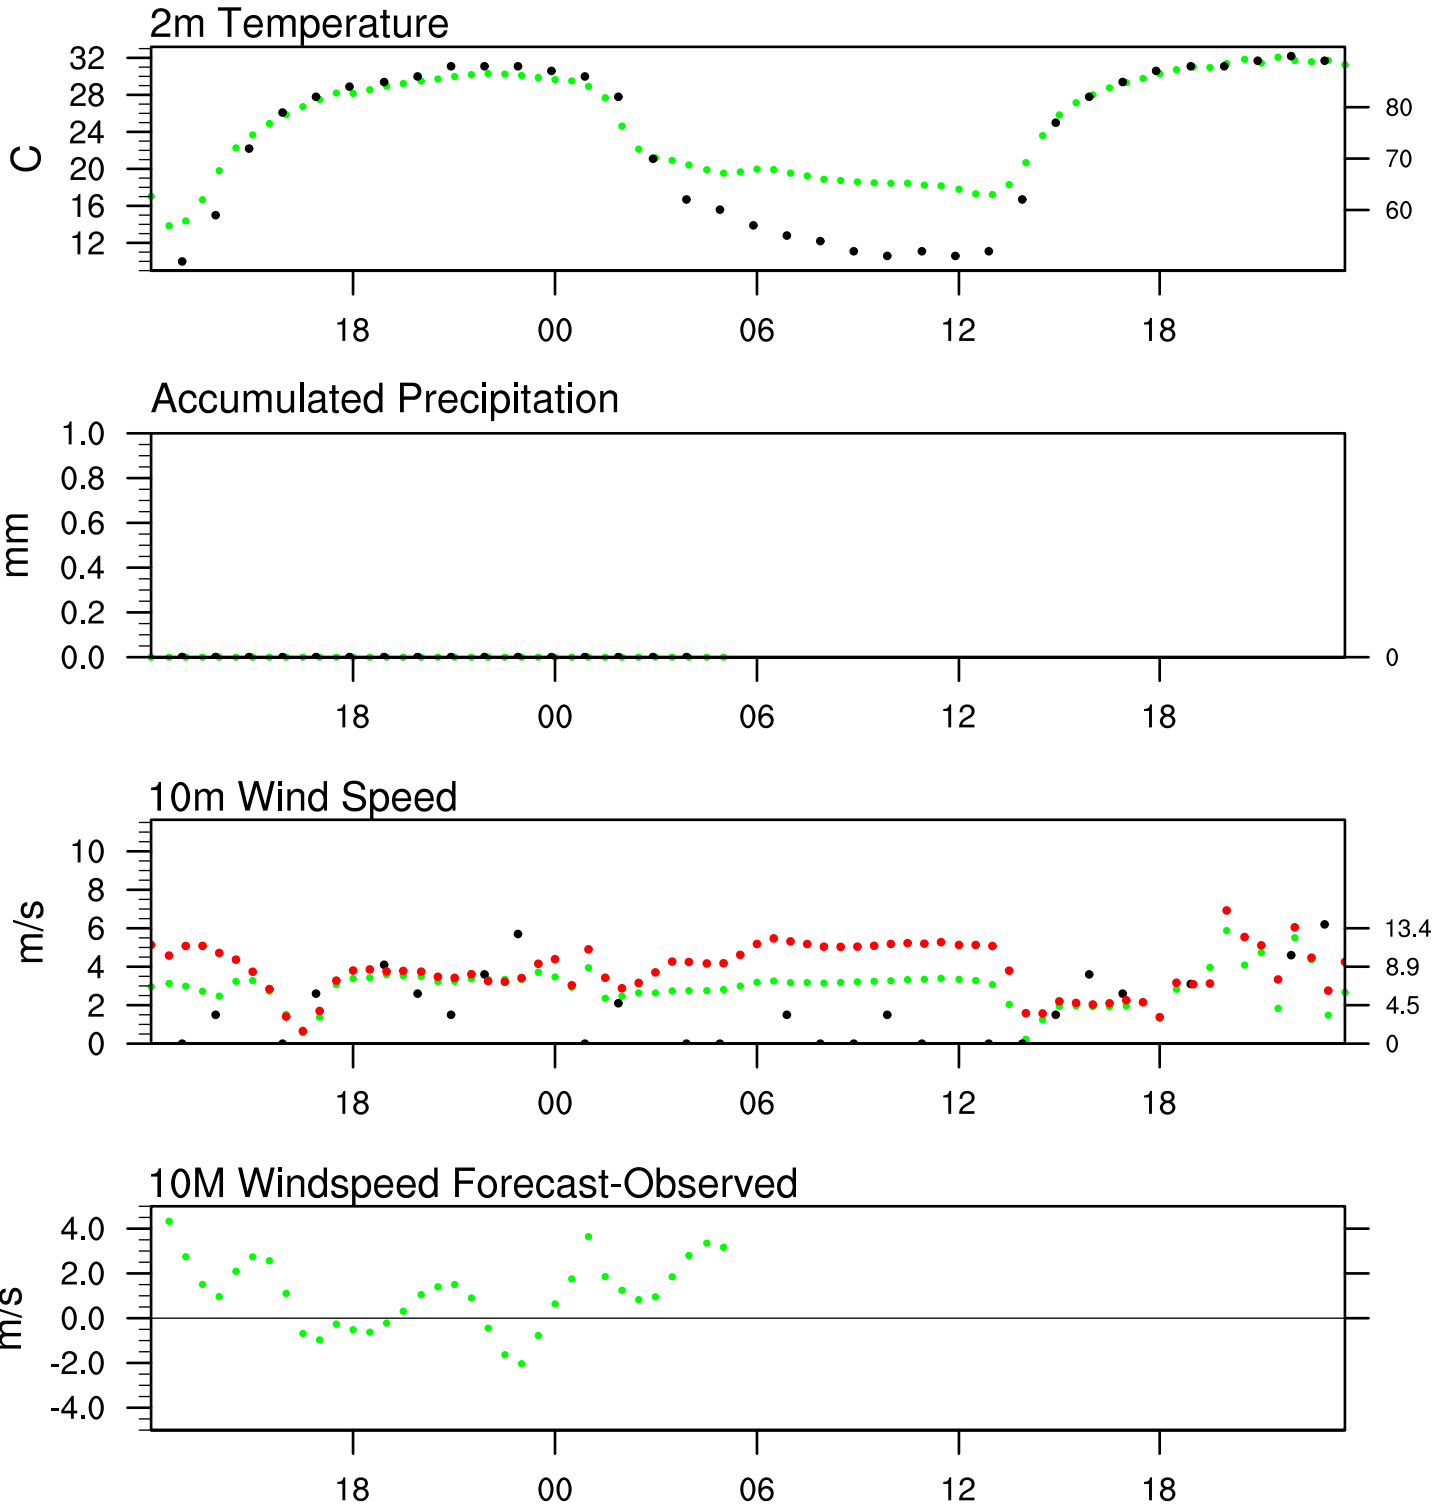 2m Temperature
32
28
24
20
16
12
C
80
70
60
18 00 06 12 18
Accumulated Precipitation
1.0
0.8
0.6
0.4
0.2
0.0
mm
0
18 00 06 12 18
10m Wind Speed
10
8
6
4
2
0
m/s
13.4
8.9
4.5
0
18 00 06 12 18
10M Windspeed Forecast-Observed
4.0
2.0
0.0
-2.0
-4.0
m/s
18 00 06 12 18